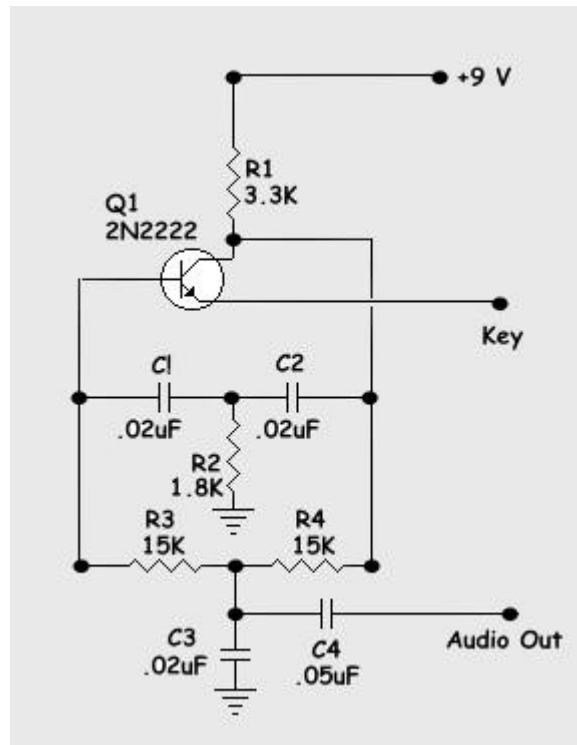 +9 V
R1
3.3K
Q1
2N2222
Key
C1
C2
.02uF
.02uF
R2
1.8K
R3
15K
R4
15K
C3
.02uF
C4
.05uF
Audio Out